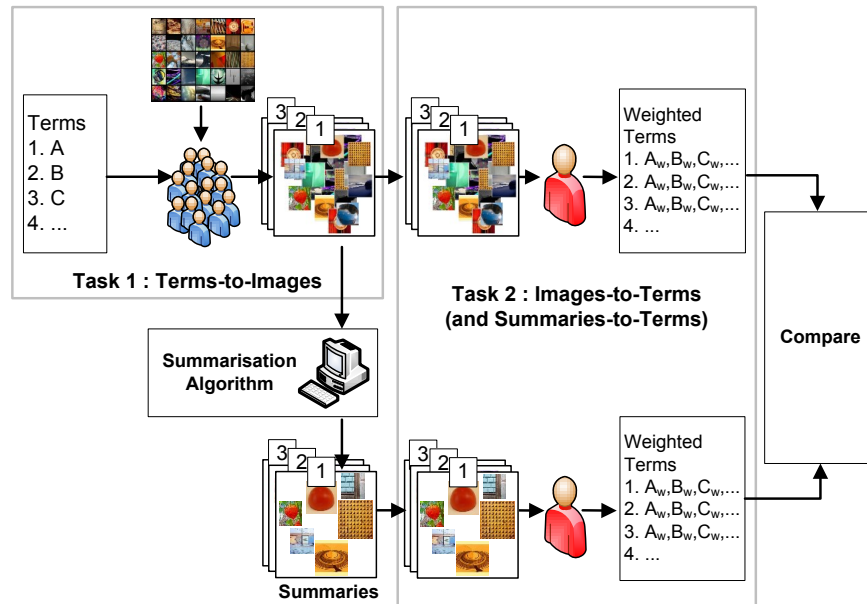 Terms
1. A
2. B
3. C
4. ...
3
2
1
Task 1 : Terms-to-Images
3
2
1
Weighted
Terms
1. Aw,Bw,Cw,...
2. Aw,Bw,Cw,...
3. Aw,Bw,Cw,...
4. ...
Task 2 : Images-to-Terms
(and Summaries-to-Terms)
Compare
Summarisation
Algorithm
3
2
1
Summaries
3
2
1
Weighted
Terms
1. Aw,Bw,Cw,...
2. Aw,Bw,Cw,...
3. Aw,Bw,Cw,...
4. ...